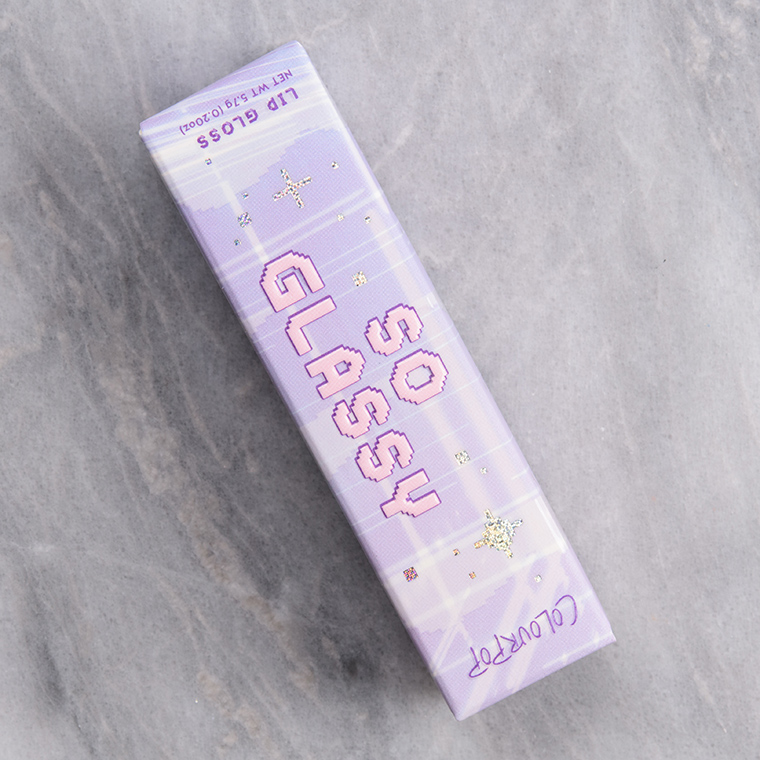 SO
GLASSY
COLOURPOP
LIP GLOSS
NET WT 5.7g (0.20oz)